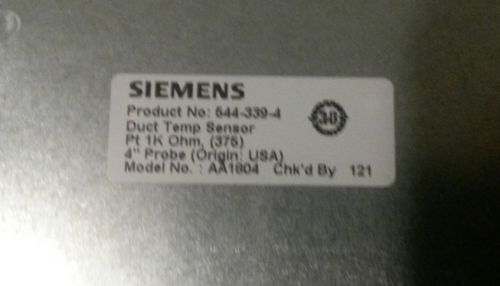 SIEMENS
Product No: 544-339-4
Duct Temp Sensor
Pt 1K Ohm, (375)
4" Probe (Origin: USA)
Model No. : AA1804 Chk'd By 121